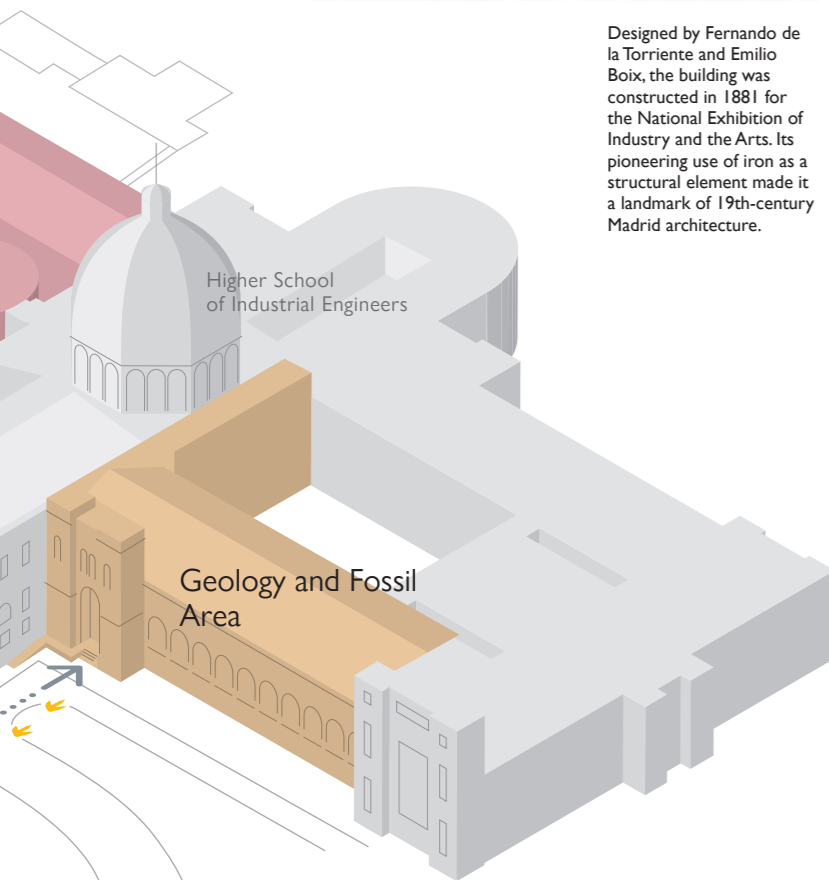 Designed by Fernando de
la Torriente and Emilio
Boix, the building was
constructed in 1881 for
the National Exhibition of
Industry and the Arts. Its
pioneering use of iron as a
structural element made it
a landmark of 19th-century
Madrid architecture.
Higher School
of Industrial Engineers
Geology and Fossil
Area